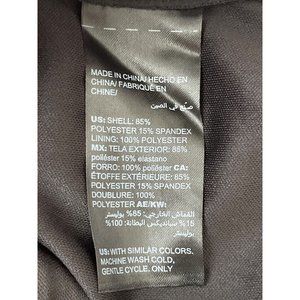 MADE IN CHINA/ HECHO EN
CHINA/ FABRIQUÉ EN
CHINE/
صنع في الصين
US: SHELL: 85%
POLYESTER 15% SPANDEX
LINING: 100% POLYESTER
MX: TELA EXTERIOR: 85%
poliéster 15% elastano
FORRO: 100% poliéster CA:
ÉTOFFE EXTÉRIEURE: 85%
POLYESTER 15% SPANDEX
DOUBLURE: 100%
POLYESTER AE/KW:
القماش الخارجي: 85% بوليستر
15% سبانديكس البطانة: 100%
بوليستر
US: WITH SIMILAR COLORS.
MACHINE WASH COLD,
GENTLE CYCLE. ONLY